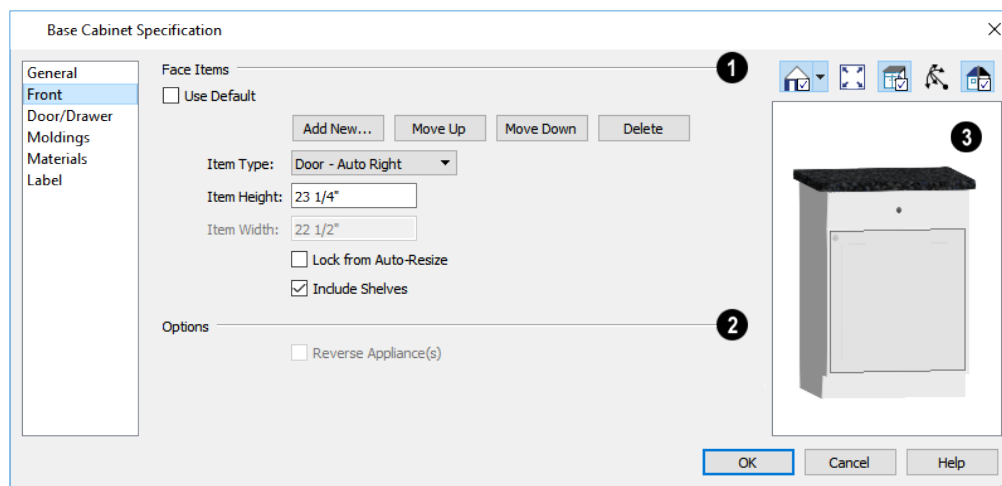 Base Cabinet Specification
General
Front
Door/Drawer
Moldings
Materials
Label
Face Items 1
Use Default
Add New... Move Up Move Down Delete
Item Type: Door - Auto Right
Item Height: 23 1/4"
Item Width: 22 1/2"
Lock from Auto-Resize
Include Shelves
Options 2
Reverse Appliance(s)
3
OK Cancel Help